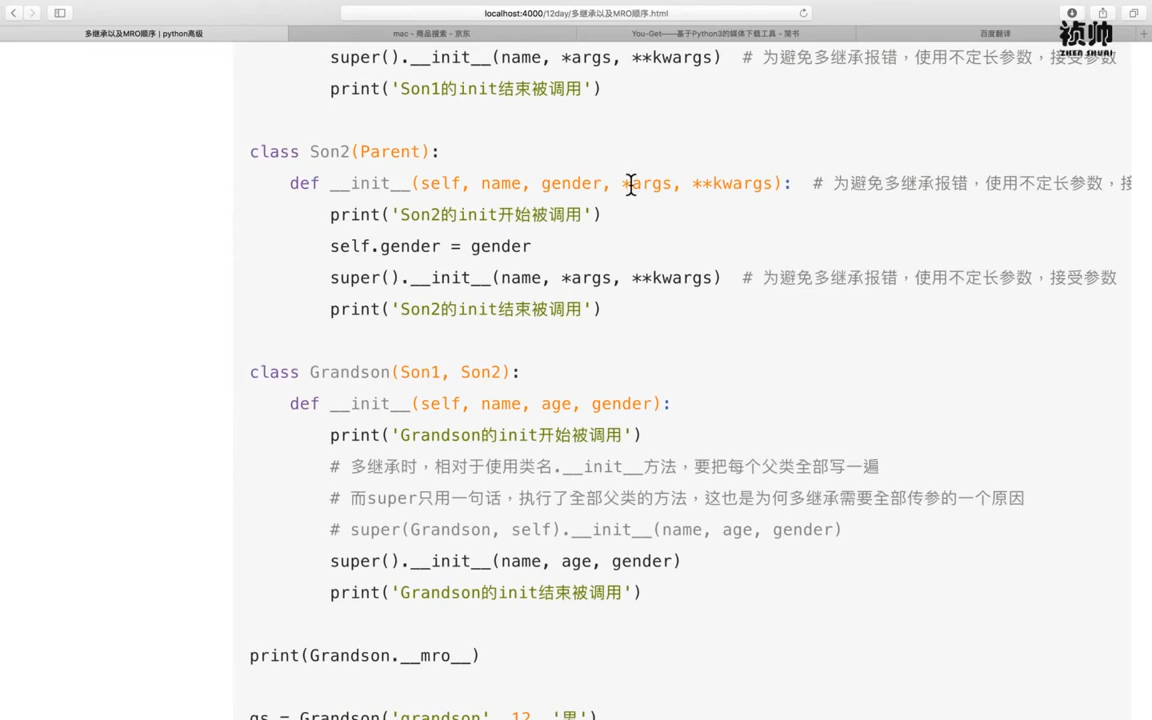 localhost:4000/12day/多继承以及MRO顺序.html
多继承以及MRO顺序 | python高级
mac - 商品搜索 - 京东
You-Get——基于Python3的媒体下载工具 - 简书
百度翻译
祯帅
ZHEN SHUAI
super().__init__(name, *args, **kwargs)  # 为避免多继承报错，使用不定长参数，接受参数
print('Son1的init结束被调用')
class Son2(Parent):
def __init__(self, name, gender, *args, **kwargs):  # 为避免多继承报错，使用不定长参数，接
print('Son2的init开始被调用')
self.gender = gender
super().__init__(name, *args, **kwargs)  # 为避免多继承报错，使用不定长参数，接受参数
print('Son2的init结束被调用')
class Grandson(Son1, Son2):
def __init__(self, name, age, gender):
print('Grandson的init开始被调用')
# 多继承时，相对于使用类名.__init__方法，要把每个父类全部写一遍
# 而super只用一句话，执行了全部父类的方法，这也是为何多继承需要全部传参的一个原因
# super(Grandson, self).__init__(name, age, gender)
super().__init__(name, age, gender)
print('Grandson的init结束被调用')
print(Grandson.__mro__)
gs = Grandson('grandson', 12, '男')